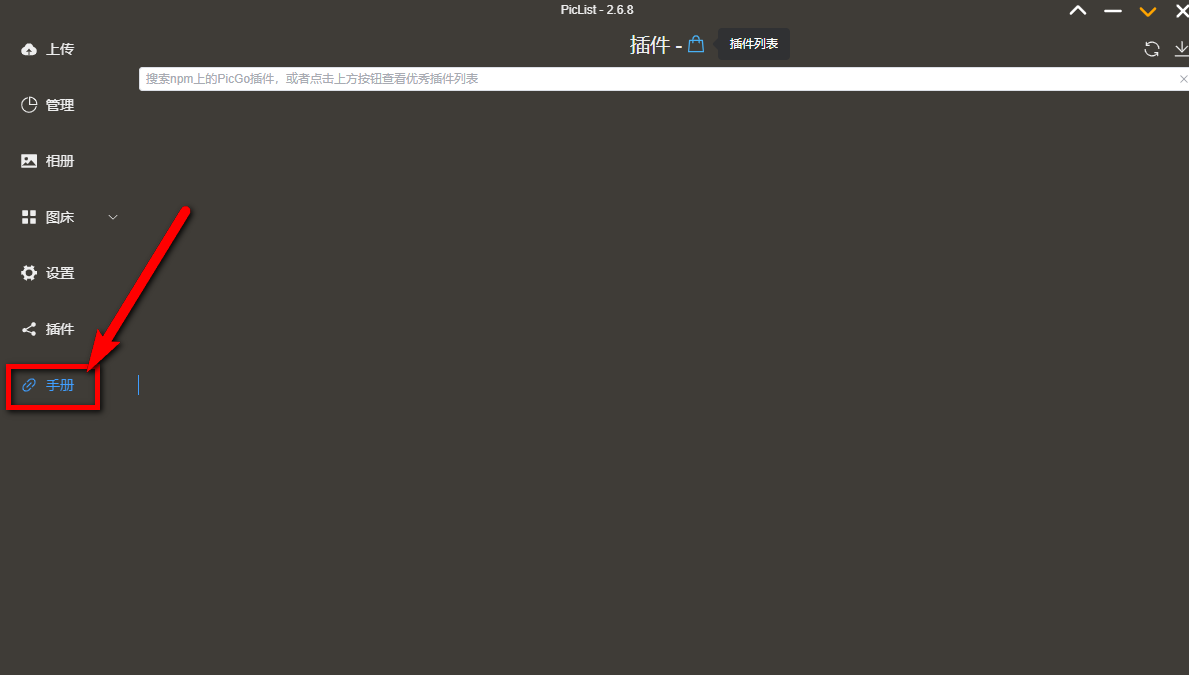 PicList - 2.6.8
上传
插件 -
插件列表
搜索npm上的PicGo插件，或者点击上方按钮查看优秀插件列表
管理
相册
图床
设置
插件
手册